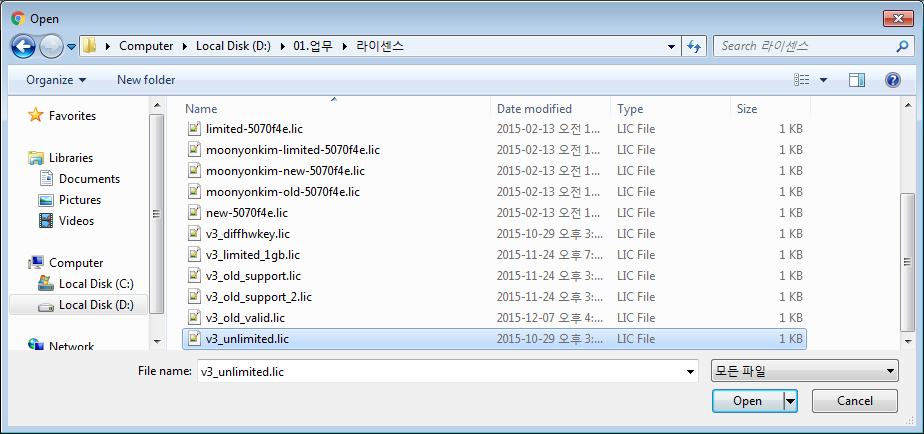 Open
Computer ▸ Local Disk (D:) ▸ 01.업무 ▸ 라이센스
Search 라이센스
Organize
New folder
Favorites
Libraries
Documents
Pictures
Videos
Computer
Local Disk (C:)
Local Disk (D:)
Network
Name Date modified Type Size
limited-5070f4e.lic 2015-02-13 오전 1... LIC File 1 KB
moonyonkim-limited-5070f4e.lic 2015-02-13 오전 1... LIC File 1 KB
moonyonkim-new-5070f4e.lic 2015-02-13 오전 1... LIC File 1 KB
moonyonkim-old-5070f4e.lic 2015-02-13 오전 1... LIC File 1 KB
new-5070f4e.lic 2015-02-13 오전 1... LIC File 1 KB
v3_diffhwkey.lic 2015-10-29 오후 3:... LIC File 1 KB
v3_limited_1gb.lic 2015-11-24 오후 7:... LIC File 1 KB
v3_old_support.lic 2015-11-24 오후 3:... LIC File 1 KB
v3_old_support_2.lic 2015-11-24 오후 3:... LIC File 1 KB
v3_old_valid.lic 2015-12-07 오후 4:... LIC File 1 KB
v3_unlimited.lic 2015-10-29 오후 3:... LIC File 1 KB
File name: v3_unlimited.lic
모든 파일
Open
Cancel